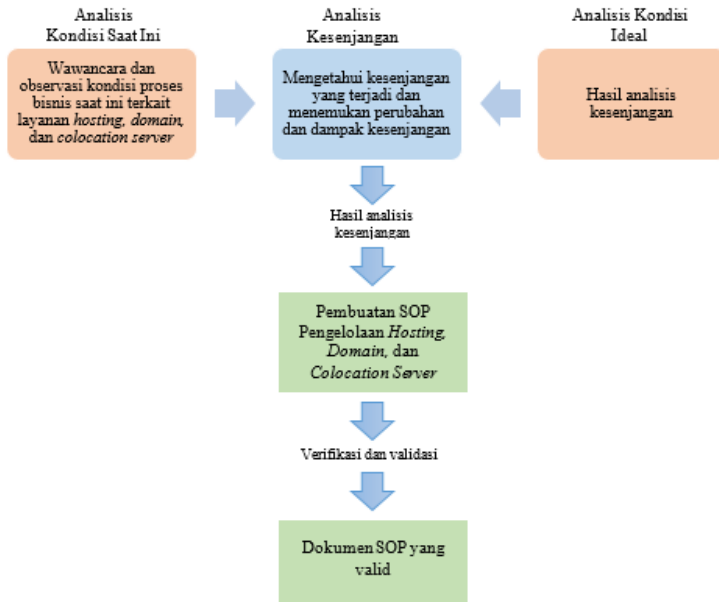 Analisis
Kondisi Saat Ini
Wawancara dan
observasi kondisi proses
bisnis saat ini terkait
layanan hosting, domain,
dan colocation server
Analisis
Kesenjangan
Mengetahui kesenjangan
yang terjadi dan
menemukan perubahan
dan dampak kesenjangan
Analisis Kondisi
Ideal
Hasil analisis
kesenjangan
Hasil analisis
kesenjangan
Pembuatan SOP
Pengelolaan Hosting,
Domain, dan
Colocation Server
Verifikasi dan validasi
Dokumen SOP yang
valid